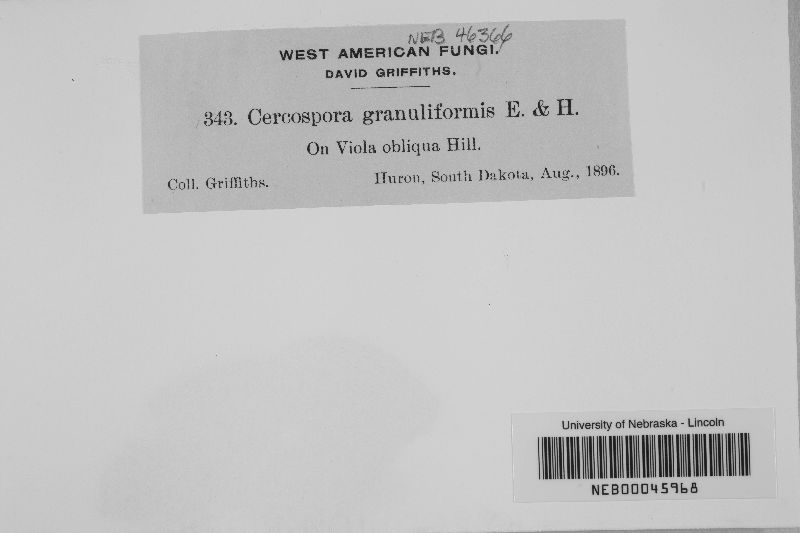 NEB 46366
WEST AMERICAN FUNGI.
DAVID GRIFFITHS.
343. Cercospora granuliformis E. & H.
On Viola obliqua Hill.
Coll. Griffiths. Huron, South Dakota, Aug., 1896.
University of Nebraska - Lincoln
NEB00045968